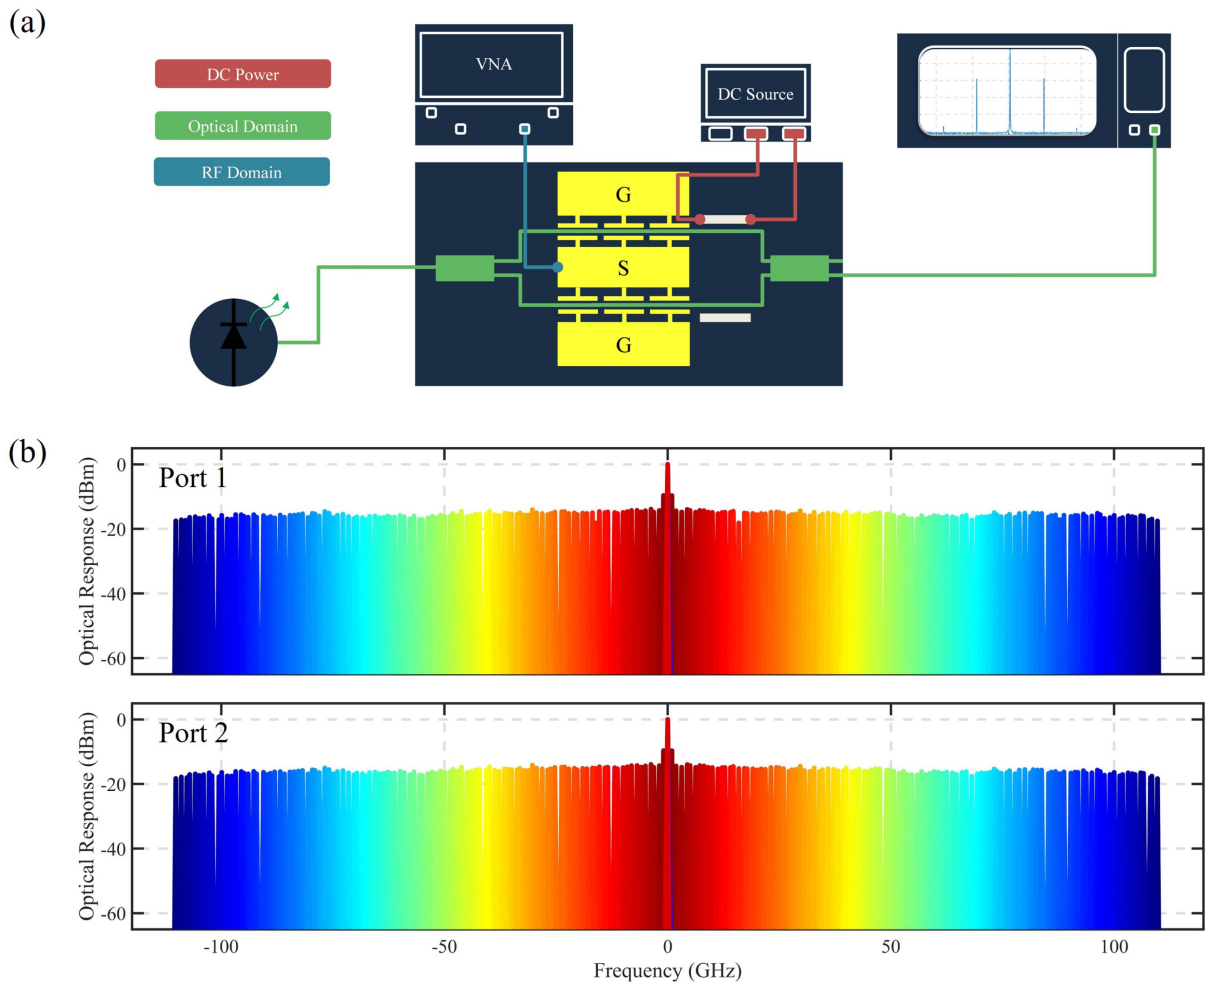 (a)
DC Power
Optical Domain
RF Domain
VNA
DC Source
G
S
G
(b)
Port 1
Optical Response (dBm)
0
-20
-40
-60
Port 2
Optical Response (dBm)
0
-20
-40
-60
-100
-50
0
50
100
Frequency (GHz)